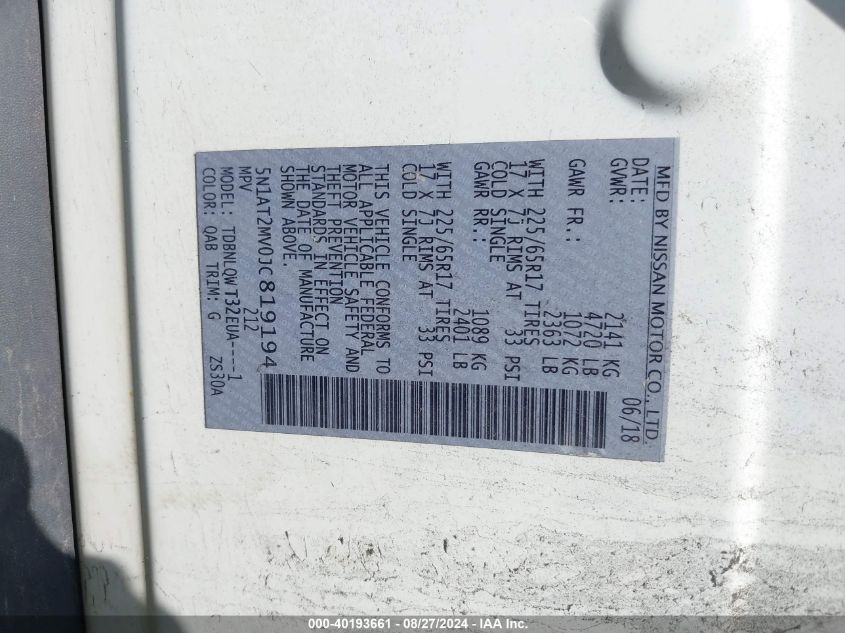 MFD BY NISSAN MOTOR CO., LTD.
DATE: 06/18
GVWR: 2141 KG
4720 LB
GAWR FR.: 1072 KG
2363 LB
WITH 225/65R17 TIRES
17 X 7J RIMS AT 33 PSI
COLD SINGLE
GAWR RR.: 1089 KG
2401 LB
WITH 225/65R17 TIRES
17 X 7J RIMS AT 33 PSI
COLD SINGLE
THIS VEHICLE CONFORMS TO
ALL APPLICABLE FEDERAL
MOTOR VEHICLE SAFETY AND
THEFT PREVENTION
STANDARDS IN EFFECT ON
THE DATE OF MANUFACTURE
SHOWN ABOVE.
5N1AT2MV0JC819194
MPV 212
MODEL: TDBNLQWT32EUA----1
COLOR: QAB TRIM: G ZS30A
000-40193661 - 08/27/2024 - IAA Inc.